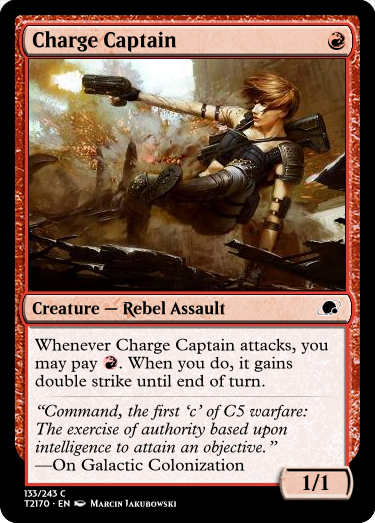 Charge Captain
Creature — Rebel Assault
Whenever Charge Captain attacks, you
may pay . When you do, it gains
double strike until end of turn.
“Command, the first ‘c’ of C5 warfare:
The exercise of authority based upon
intelligence to attain an objective.”
—On Galactic Colonization
1/1
133/243 C
T2170 · EN Marcin Jakubowski